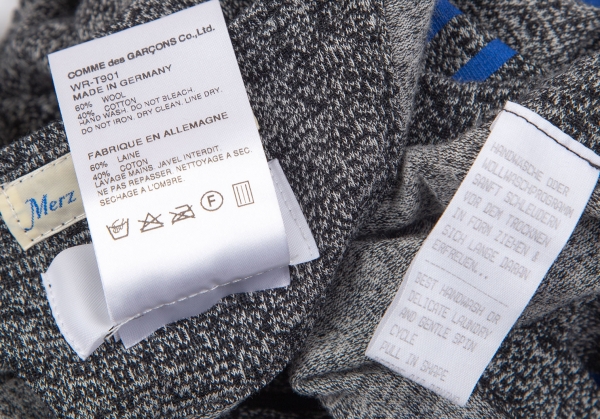 COMME des GARÇONS Co.,Ltd.
WR-T901
MADE IN GERMANY
60% WOOL
40% COTTON
HAND WASH. DO NOT BLEACH.
DO NOT IRON. DRY CLEAN. LINE DRY.
FABRIQUE EN ALLEMAGNE
60% LAINE
40% COTON
LAVAGE MAINS. JAVEL INTERDIT.
NE PAS REPASSER. NETTOYAGE A SEC.
SECHAGE A L'OMBRE.
F
Merz
HANDWÄSCHE ODER
WOLLWASCHPROGRAMM
SANFT SCHLEUDERN
VOR DEM TROCKNEN
IN FORM ZIEHEN &
SICH LANGE DARAN
ERFREUEN...
BEST HANDWASH OR
DELICATE LAUNDRY
AND GENTLE SPIN
CYCLE
PULL IN SHAPE